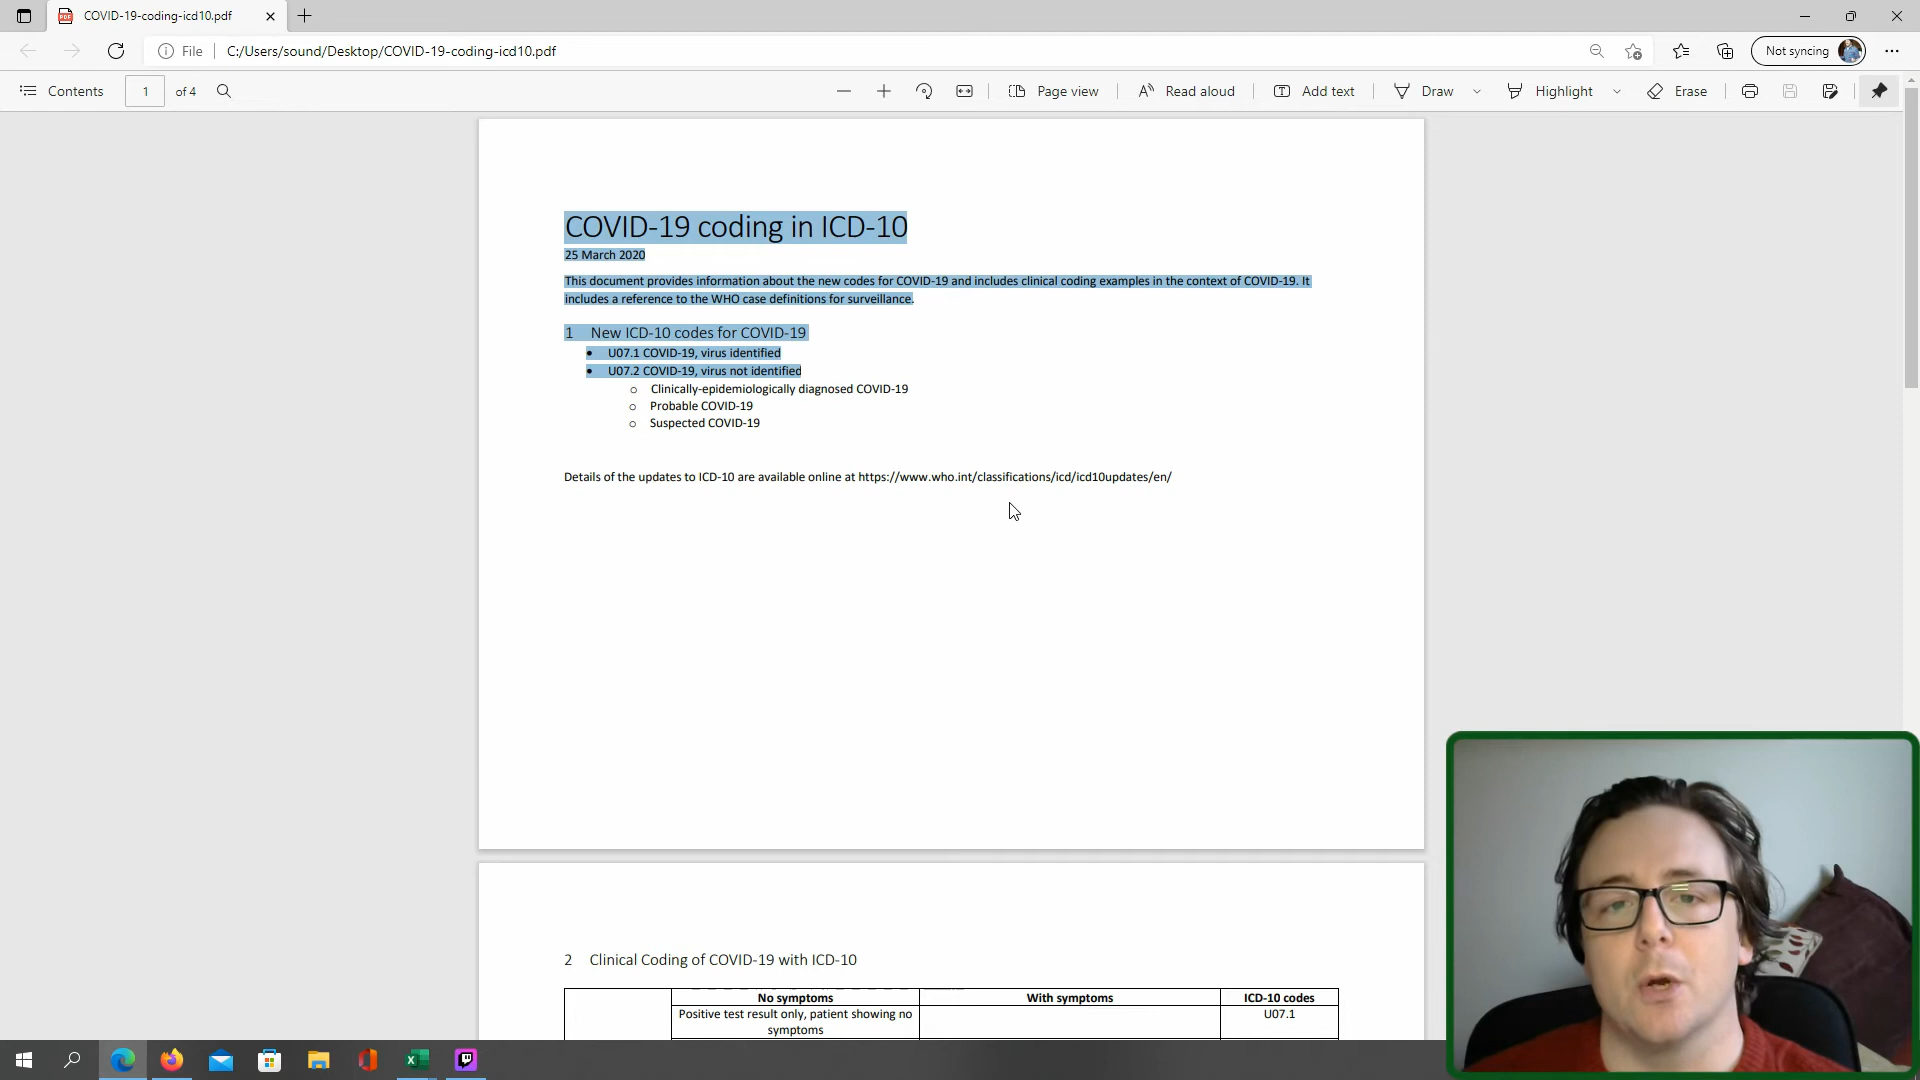 COVID-19-coding-icd10.pdf
File
C:/Users/sound/Desktop/COVID-19-coding-icd10.pdf
Not syncing
Contents
1
of 4
Page view
Read aloud
Add text
Draw
Highlight
Erase
COVID-19 coding in ICD-10
25 March 2020
This document provides information about the new codes for COVID-19 and includes clinical coding examples in the context of COVID-19. It
includes a reference to the WHO case definitions for surveillance.
1 New ICD-10 codes for COVID-19
• U07.1 COVID-19, virus identified
• U07.2 COVID-19, virus not identified
o Clinically-epidemiologically diagnosed COVID-19
o Probable COVID-19
o Suspected COVID-19
Details of the updates to ICD-10 are available online at https://www.who.int/classifications/icd/icd10updates/en/
2 Clinical Coding of COVID-19 with ICD-10
No symptoms
With symptoms
ICD-10 codes
Positive test result only, patient showing no
symptoms
U07.1